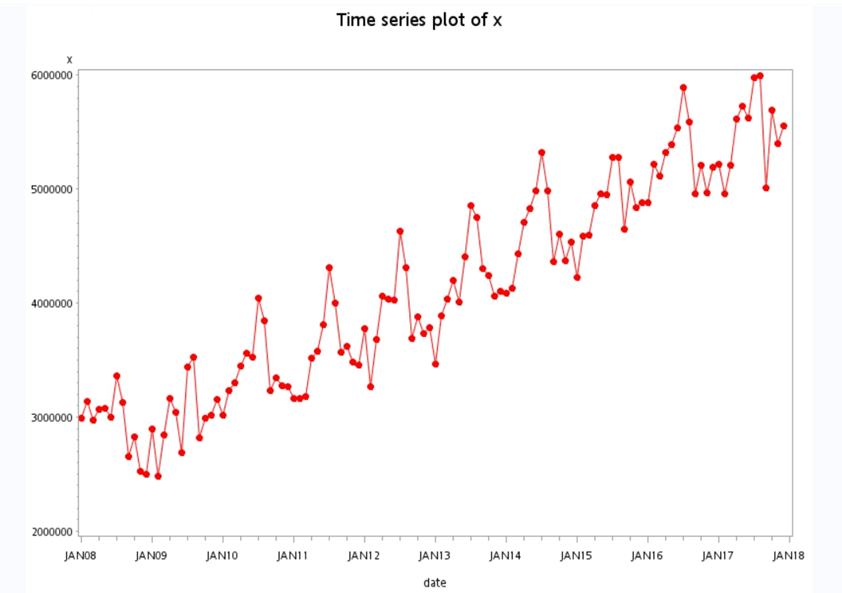 Time series plot of x
x
6000000
5000000
4000000
3000000
2000000
JAN08 JAN09 JAN10 JAN11 JAN12 JAN13 JAN14 JAN15 JAN16 JAN17 JAN18
date